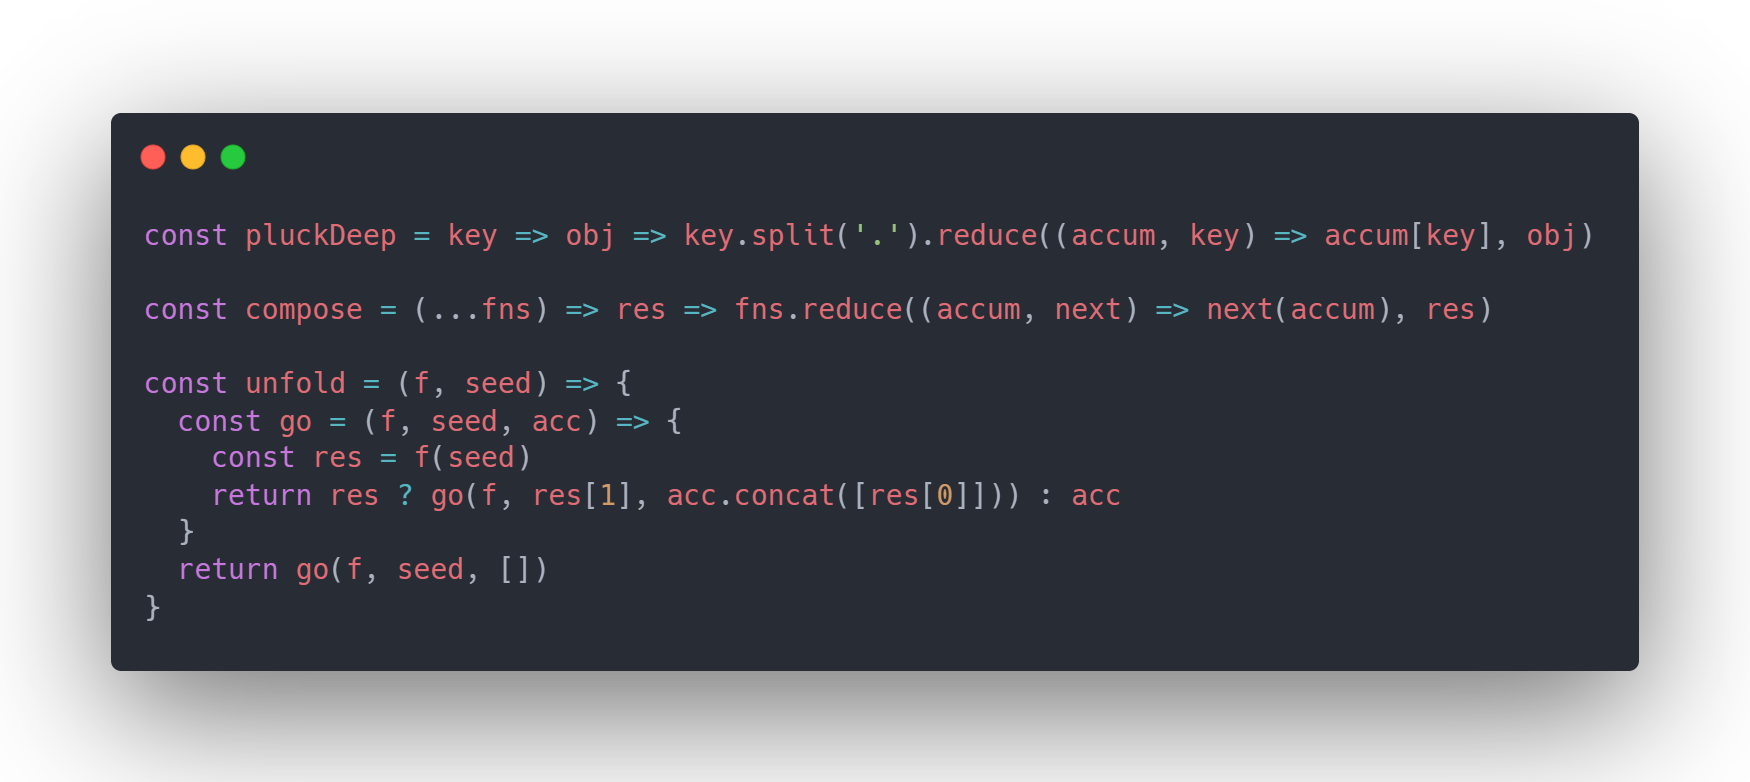 const pluckDeep = key => obj => key.split('.').reduce((accum, key) => accum[key], obj)
const compose = (...fns) => res => fns.reduce((accum, next) => next(accum), res)
const unfold = (f, seed) => {
  const go = (f, seed, acc) => {
    const res = f(seed)
    return res ? go(f, res[1], acc.concat([res[0]])) : acc
  }
  return go(f, seed, [])
}